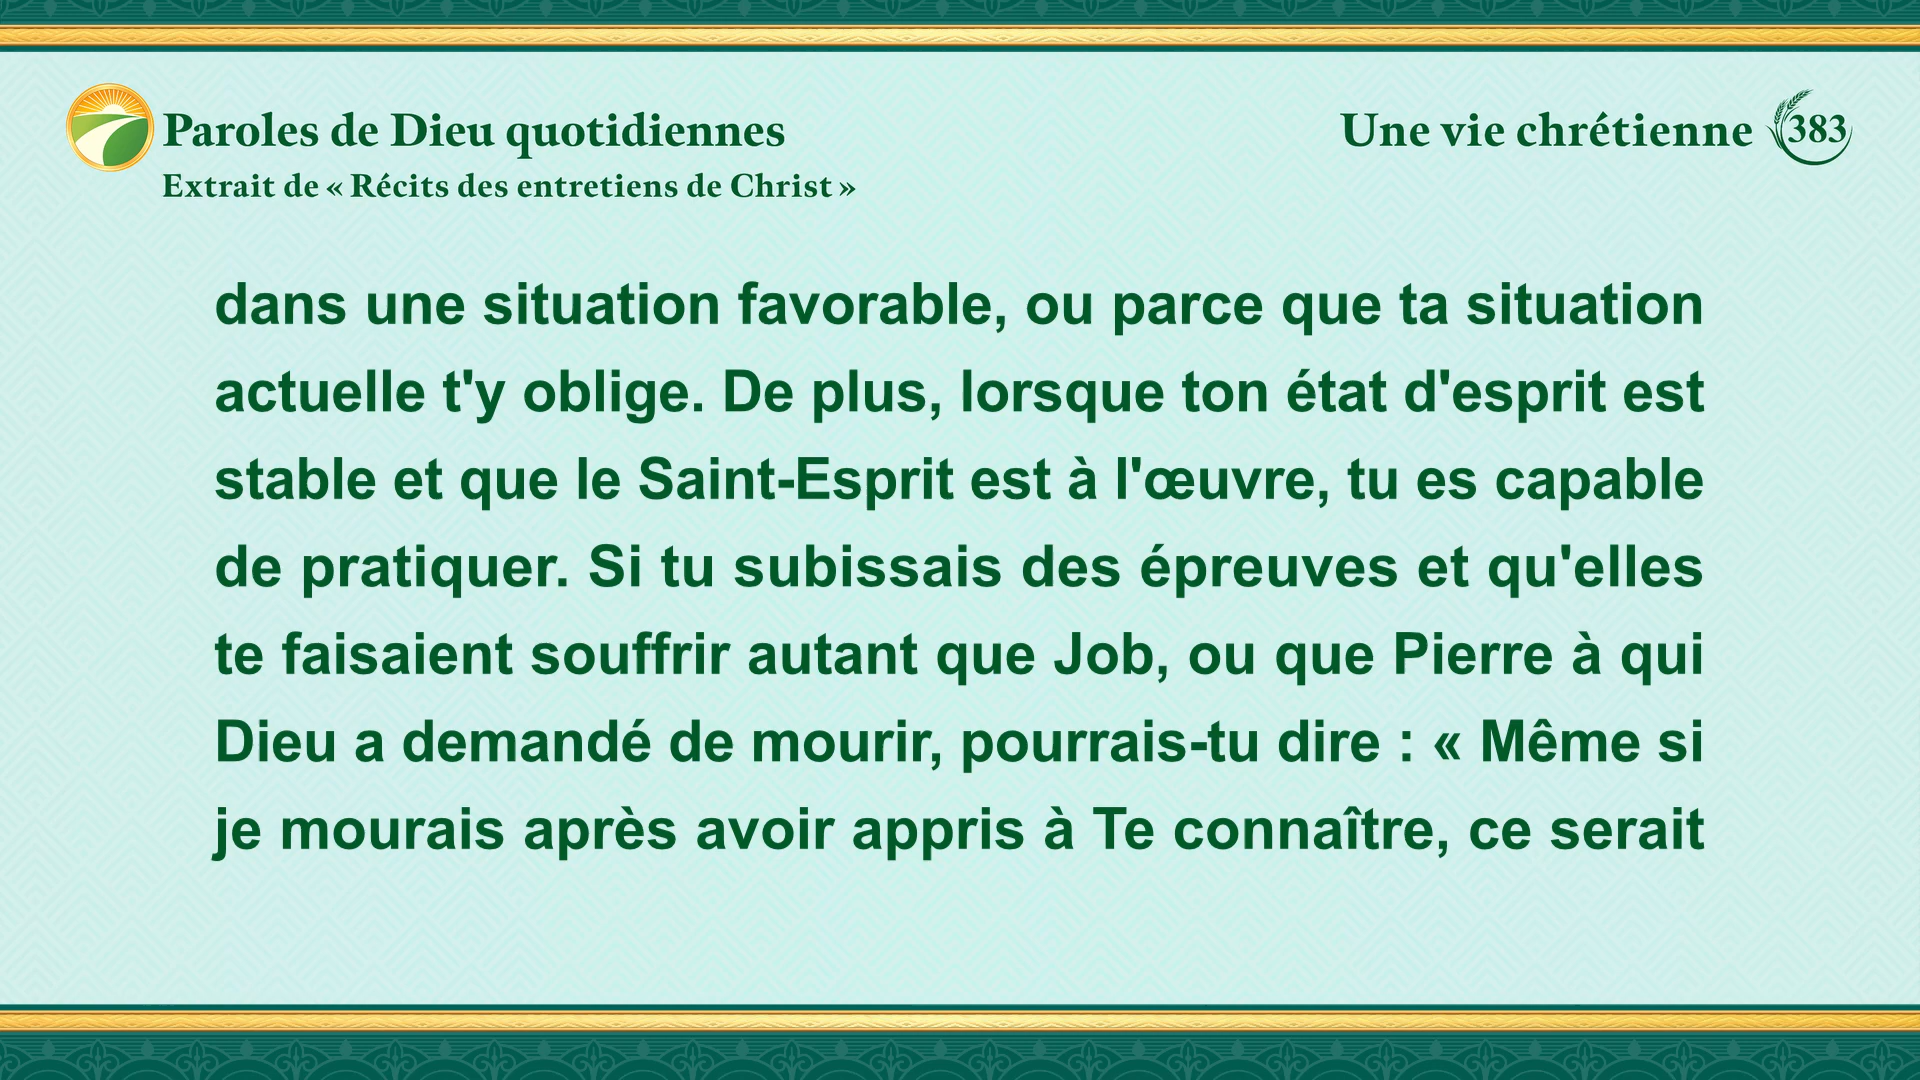 Paroles de Dieu quotidiennes
Extrait de « Récits des entretiens de Christ »
Une vie chrétienne 383
dans une situation favorable, ou parce que ta situation
actuelle t'y oblige. De plus, lorsque ton état d'esprit est
stable et que le Saint-Esprit est à l'œuvre, tu es capable
de pratiquer. Si tu subissais des épreuves et qu'elles
te faisaient souffrir autant que Job, ou que Pierre à qui
Dieu a demandé de mourir, pourrais-tu dire : « Même si
je mourais après avoir appris à Te connaître, ce serait